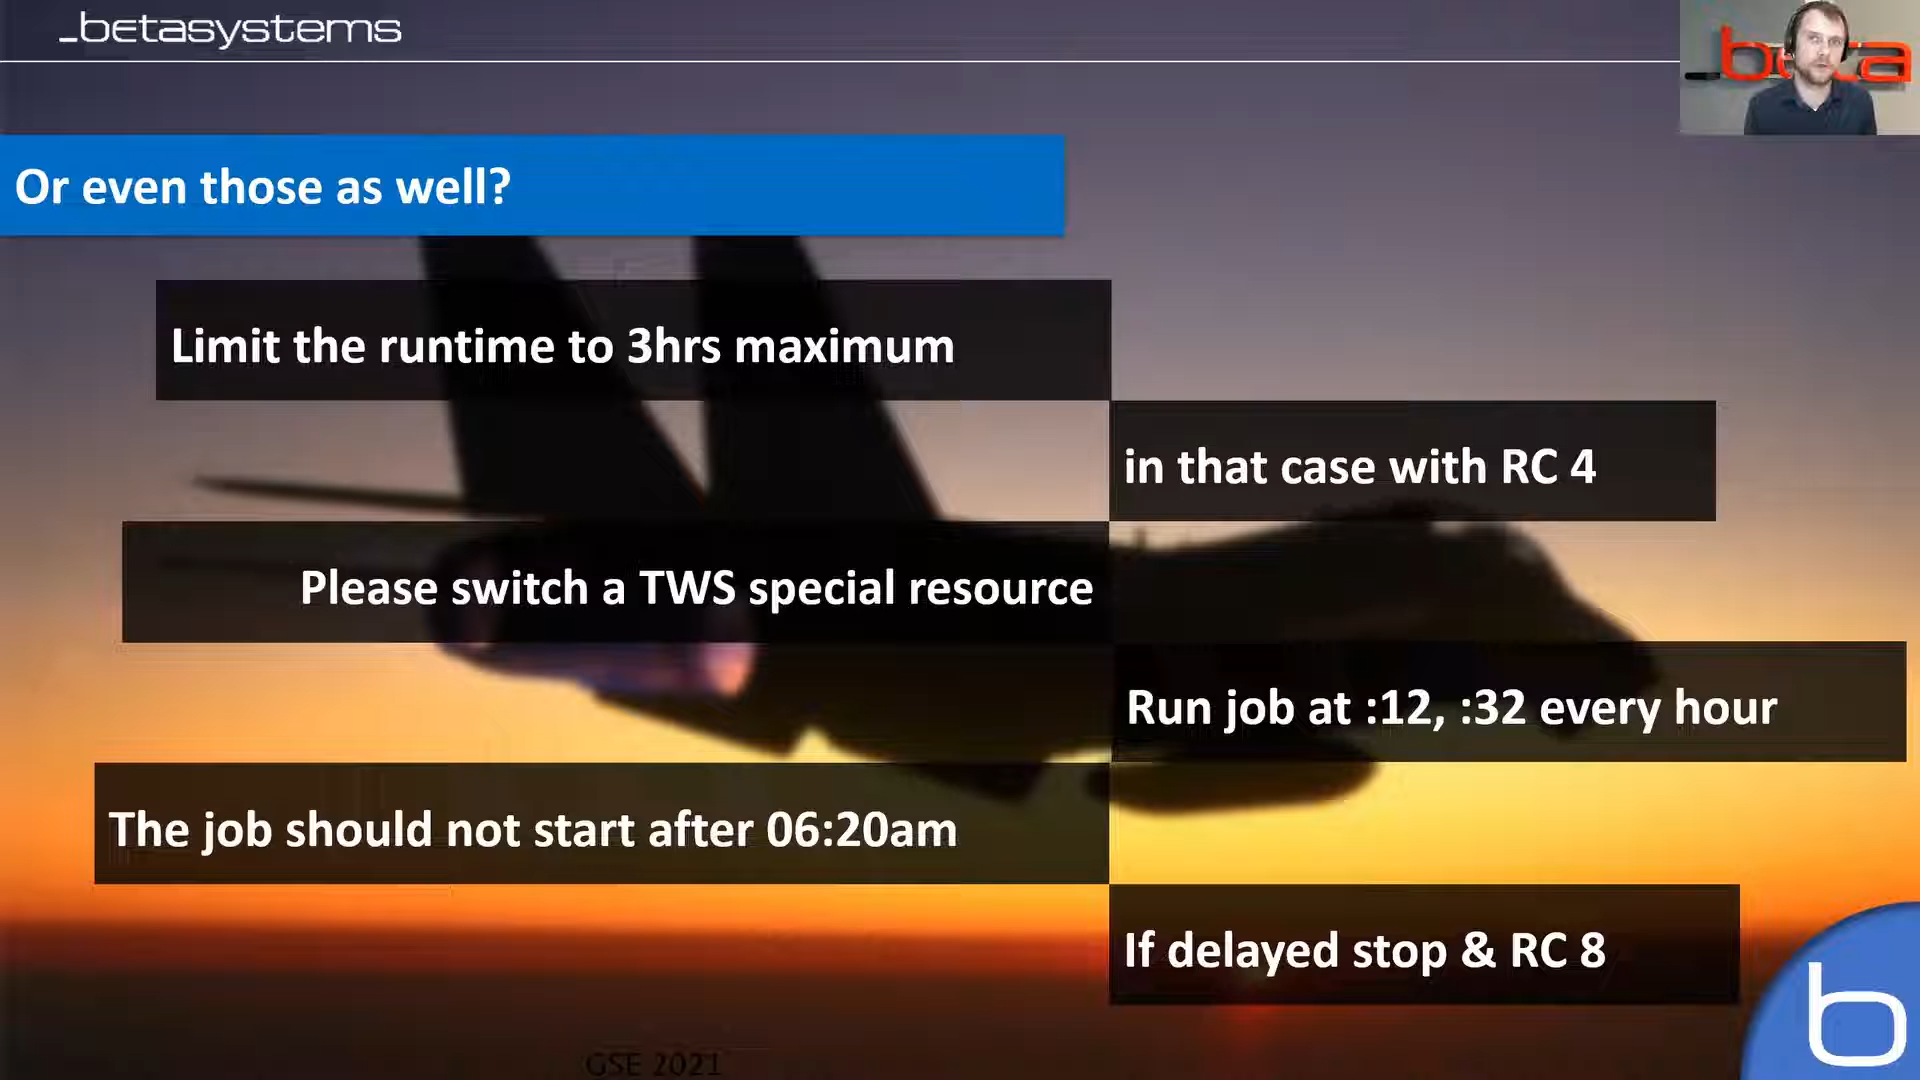 _betasystems
Or even those as well?
Limit the runtime to 3hrs maximum
in that case with RC 4
Please switch a TWS special resource
Run job at :12, :32 every hour
The job should not start after 06:20am
If delayed stop & RC 8
GSE 2021
b